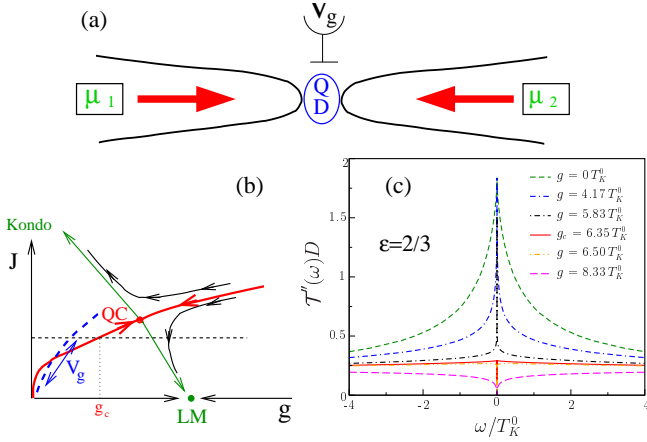 (a)
V_g
Q
D
μ_1
μ_2
(b)
Kondo
J
QC
V_g
g_c
LM
g
(c)
ε=2/3
g = 0 T_K^0
g = 4.17 T_K^0
g = 5.83 T_K^0
g_c = 6.35 T_K^0
g = 6.50 T_K^0
g = 8.33 T_K^0
T''(ω)D
2
1.5
1
0.5
0
-4
-2
0
2
4
ω/T_K^0